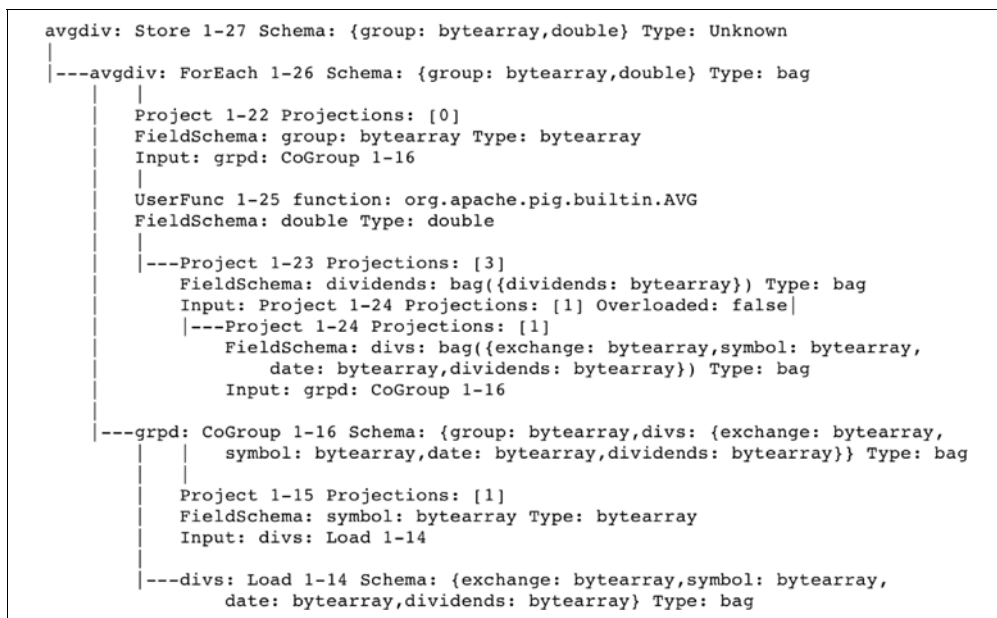 avgdiv: Store 1-27 Schema: {group: bytearray,double} Type: Unknown
|
|---avgdiv: ForEach 1-26 Schema: {group: bytearray,double} Type: bag
    |   |
    |   Project 1-22 Projections: [0]
    |   FieldSchema: group: bytearray Type: bytearray
    |   Input: grpd: CoGroup 1-16
    |   |
    |   UserFunc 1-25 function: org.apache.pig.builtin.AVG
    |   FieldSchema: double Type: double
    |   |
    |   |---Project 1-23 Projections: [3]
    |       FieldSchema: dividends: bag({dividends: bytearray}) Type: bag
    |       Input: Project 1-24 Projections: [1] Overloaded: false|
    |       |---Project 1-24 Projections: [1]
    |           FieldSchema: divs: bag({exchange: bytearray,symbol: bytearray,
    |               date: bytearray,dividends: bytearray}) Type: bag
    |           Input: grpd: CoGroup 1-16
    |
    |---grpd: CoGroup 1-16 Schema: {group: bytearray,divs: {exchange: bytearray,
        |   |   symbol: bytearray,date: bytearray,dividends: bytearray}} Type: bag
        |   |
        |   Project 1-15 Projections: [1]
        |   FieldSchema: symbol: bytearray Type: bytearray
        |   Input: divs: Load 1-14
        |
        |---divs: Load 1-14 Schema: {exchange: bytearray,symbol: bytearray,
                date: bytearray,dividends: bytearray} Type: bag